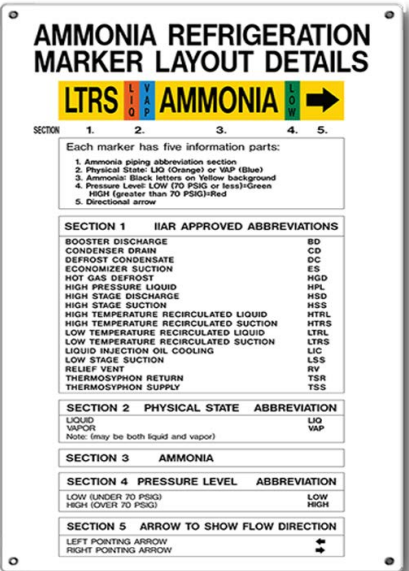 AMMONIA REFRIGERATION
MARKER LAYOUT DETAILS
LTRS LIQ VAP AMMONIA LOW
SECTION 1. 2. 3. 4. 5.
Each marker has five information parts:
1. Ammonia piping abbreviation section
2. Physical State: LIQ (Orange) or VAP (Blue)
3. Ammonia: Black letters on Yellow background
4. Pressure Level: LOW (70 PSIG or less)=Green
HIGH (greater than 70 PSIG)=Red
5. Directional arrow
SECTION 1 IIAR APPROVED ABBREVIATIONS
BOOSTER DISCHARGE BD
CONDENSER DRAIN CD
DEFROST CONDENSATE DC
ECONOMIZER SUCTION ES
HOT GAS DEFROST HGD
HIGH PRESSURE LIQUID HPL
HIGH STAGE DISCHARGE HSD
HIGH STAGE SUCTION HSS
HIGH TEMPERATURE RECIRCULATED LIQUID HTRL
HIGH TEMPERATURE RECIRCULATED SUCTION HTRS
LOW TEMPERATURE RECIRCULATED LIQUID LTRL
LOW TEMPERATURE RECIRCULATED SUCTION LTRS
LIQUID INJECTION OIL COOLING LIC
LOW STAGE SUCTION LSS
RELIEF VENT RV
THERMOSYPHON RETURN TSR
THERMOSYPHON SUPPLY TSS
SECTION 2 PHYSICAL STATE ABBREVIATION
LIQUID LIQ
VAPOR VAP
Note: (may be both liquid and vapor)
SECTION 3 AMMONIA
SECTION 4 PRESSURE LEVEL ABBREVIATION
LOW (UNDER 70 PSIG) LOW
HIGH (OVER 70 PSIG) HIGH
SECTION 5 ARROW TO SHOW FLOW DIRECTION
LEFT POINTING ARROW
RIGHT POINTING ARROW